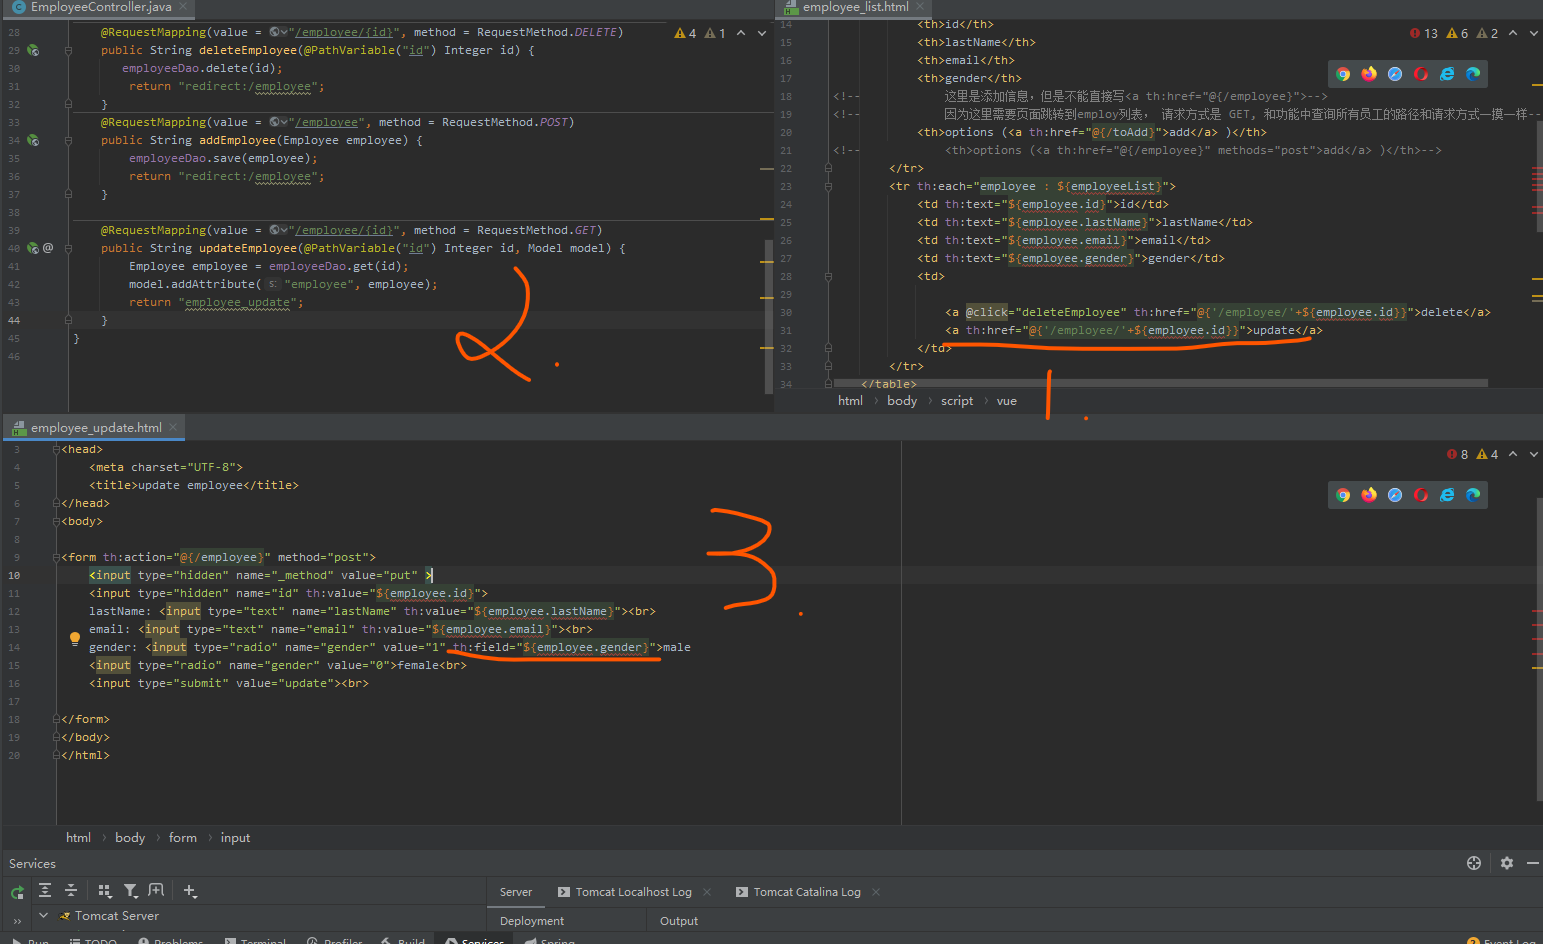 EmployeeController.java
28 @RequestMapping(value = "/employee/{id}", method = RequestMethod.DELETE)
4 1
29 public String deleteEmployee(@PathVariable("id") Integer id) {
30 employeeDao.delete(id);
31 return "redirect:/employee";
32 }
33 @RequestMapping(value = "/employee", method = RequestMethod.POST)
34 public String addEmployee(Employee employee) {
35 employeeDao.save(employee);
36 return "redirect:/employee";
37 }
38
39 @RequestMapping(value = "/employee/{id}", method = RequestMethod.GET)
40 @ public String updateEmployee(@PathVariable("id") Integer id, Model model) {
41 Employee employee = employeeDao.get(id);
42 model.addAttribute( s: "employee", employee);
43 return "employee_update";
44 }
45 }
46
2.
employee_list.html
14 <th>id</th>
13 6 2
15 <th>lastName</th>
16 <th>email</th>
17 <th>gender</th>
18 <!-- 这里是添加信息，但是不能直接写<a th:href="@{/employee}">-->
19 <!-- 因为这里需要页面跳转到employ列表， 请求方式是 GET, 和功能中查询所有员工的路径和请求方式一摸一样--
20 <th>options (<a th:href="@{/toAdd}">add</a> )</th>
21 <!-- <th>options (<a th:href="@{/employee}" methods="post">add</a> )</th>-->
22 </tr>
23 <tr th:each="employee : ${employeeList}">
24 <td th:text="${employee.id}">id</td>
25 <td th:text="${employee.lastName}">lastName</td>
26 <td th:text="${employee.email}">email</td>
27 <td th:text="${employee.gender}">gender</td>
28 <td>
29
30 <a @click="deleteEmployee" th:href="@{'/employee/'+${employee.id}}">delete</a>
31 <a th:href="@{'/employee/'+${employee.id}}">update</a>
32 </td>
33 </tr>
34 </table>
html › body › script › vue
1.
employee_update.html
3 <head>
8 4
4 <meta charset="UTF-8">
5 <title>update employee</title>
6 </head>
7 <body>
8
9 <form th:action="@{/employee}" method="post">
10 <input type="hidden" name="_method" value="put" >
11 <input type="hidden" name="id" th:value="${employee.id}">
12 lastName: <input type="text" name="lastName" th:value="${employee.lastName}"><br>
13 email: <input type="text" name="email" th:value="${employee.email}"><br>
14 gender: <input type="radio" name="gender" value="1" th:field="${employee.gender}">male
15 <input type="radio" name="gender" value="0">female<br>
16 <input type="submit" value="update"><br>
17
18 </form>
19 </body>
20 </html>
3.
html › body › form › input
Services
Server Tomcat Localhost Log Tomcat Catalina Log
Tomcat Server
Deployment Output
Run TODO Problems Terminal Profiler Build Services Spring 2 Event Log